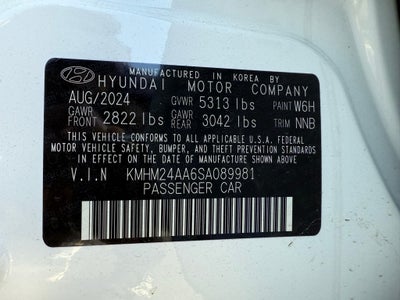 MANUFACTURED IN KOREA BY
HYUNDAI MOTOR COMPANY
AUG/2024 GVWR 5313 lbs PAINT W6H
GAWR FRONT 2822 lbs GAWR REAR 3042 lbs TRIM NNB
THIS VEHICLE CONFORMS TO ALL APPLICABLE U.S.A. FEDERAL
MOTOR VEHICLE SAFETY, BUMPER, AND THEFT PREVENTION
STANDARDS IN EFFECT ON THE DATE OF MANUFACTURE SHOWN ABOVE.
V.I.N KMHM24AA6SA089981
PASSENGER CAR